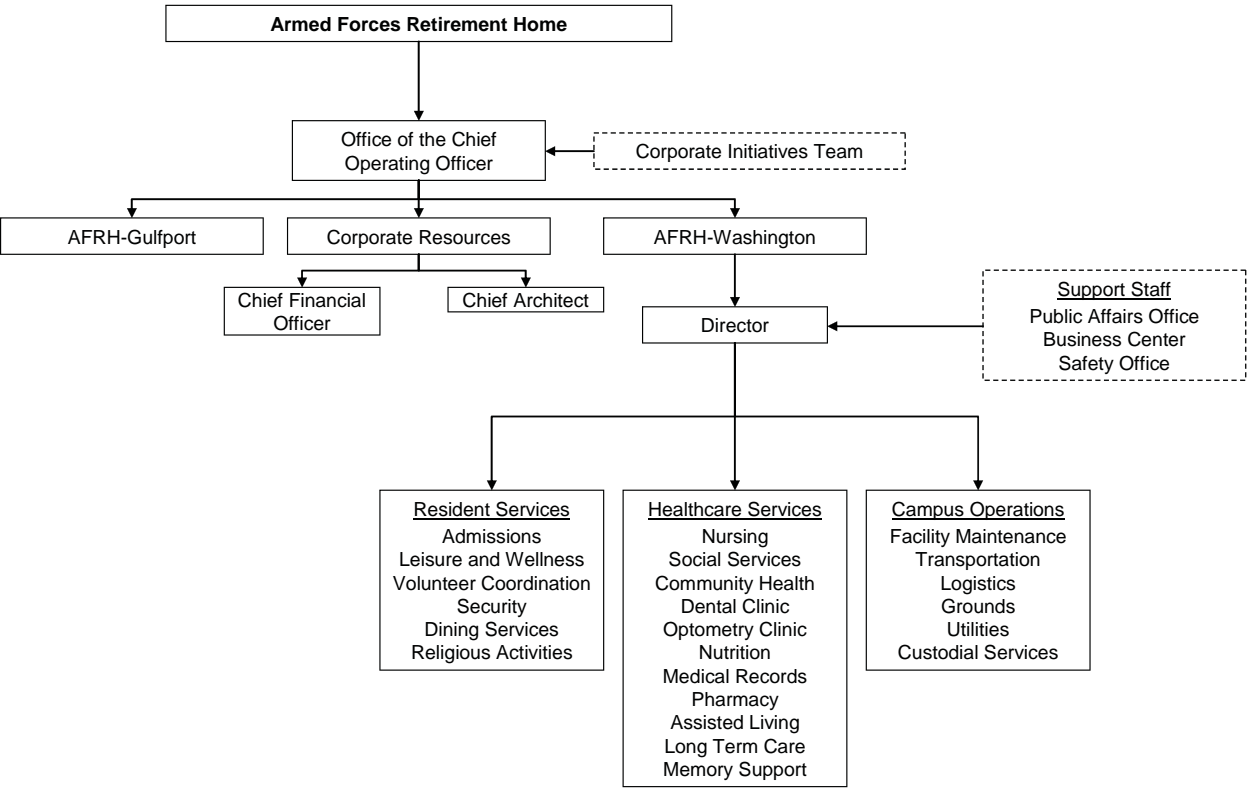 Armed Forces Retirement Home
Office of the Chief
Operating Officer
Corporate Initiatives Team
AFRH-Gulfport
Corporate Resources
AFRH-Washington
Chief Financial
Officer
Chief Architect
Director
Support Staff
Public Affairs Office
Business Center
Safety Office
Resident Services
Admissions
Leisure and Wellness
Volunteer Coordination
Security
Dining Services
Religious Activities
Healthcare Services
Nursing
Social Services
Community Health
Dental Clinic
Optometry Clinic
Nutrition
Medical Records
Pharmacy
Assisted Living
Long Term Care
Memory Support
Campus Operations
Facility Maintenance
Transportation
Logistics
Grounds
Utilities
Custodial Services